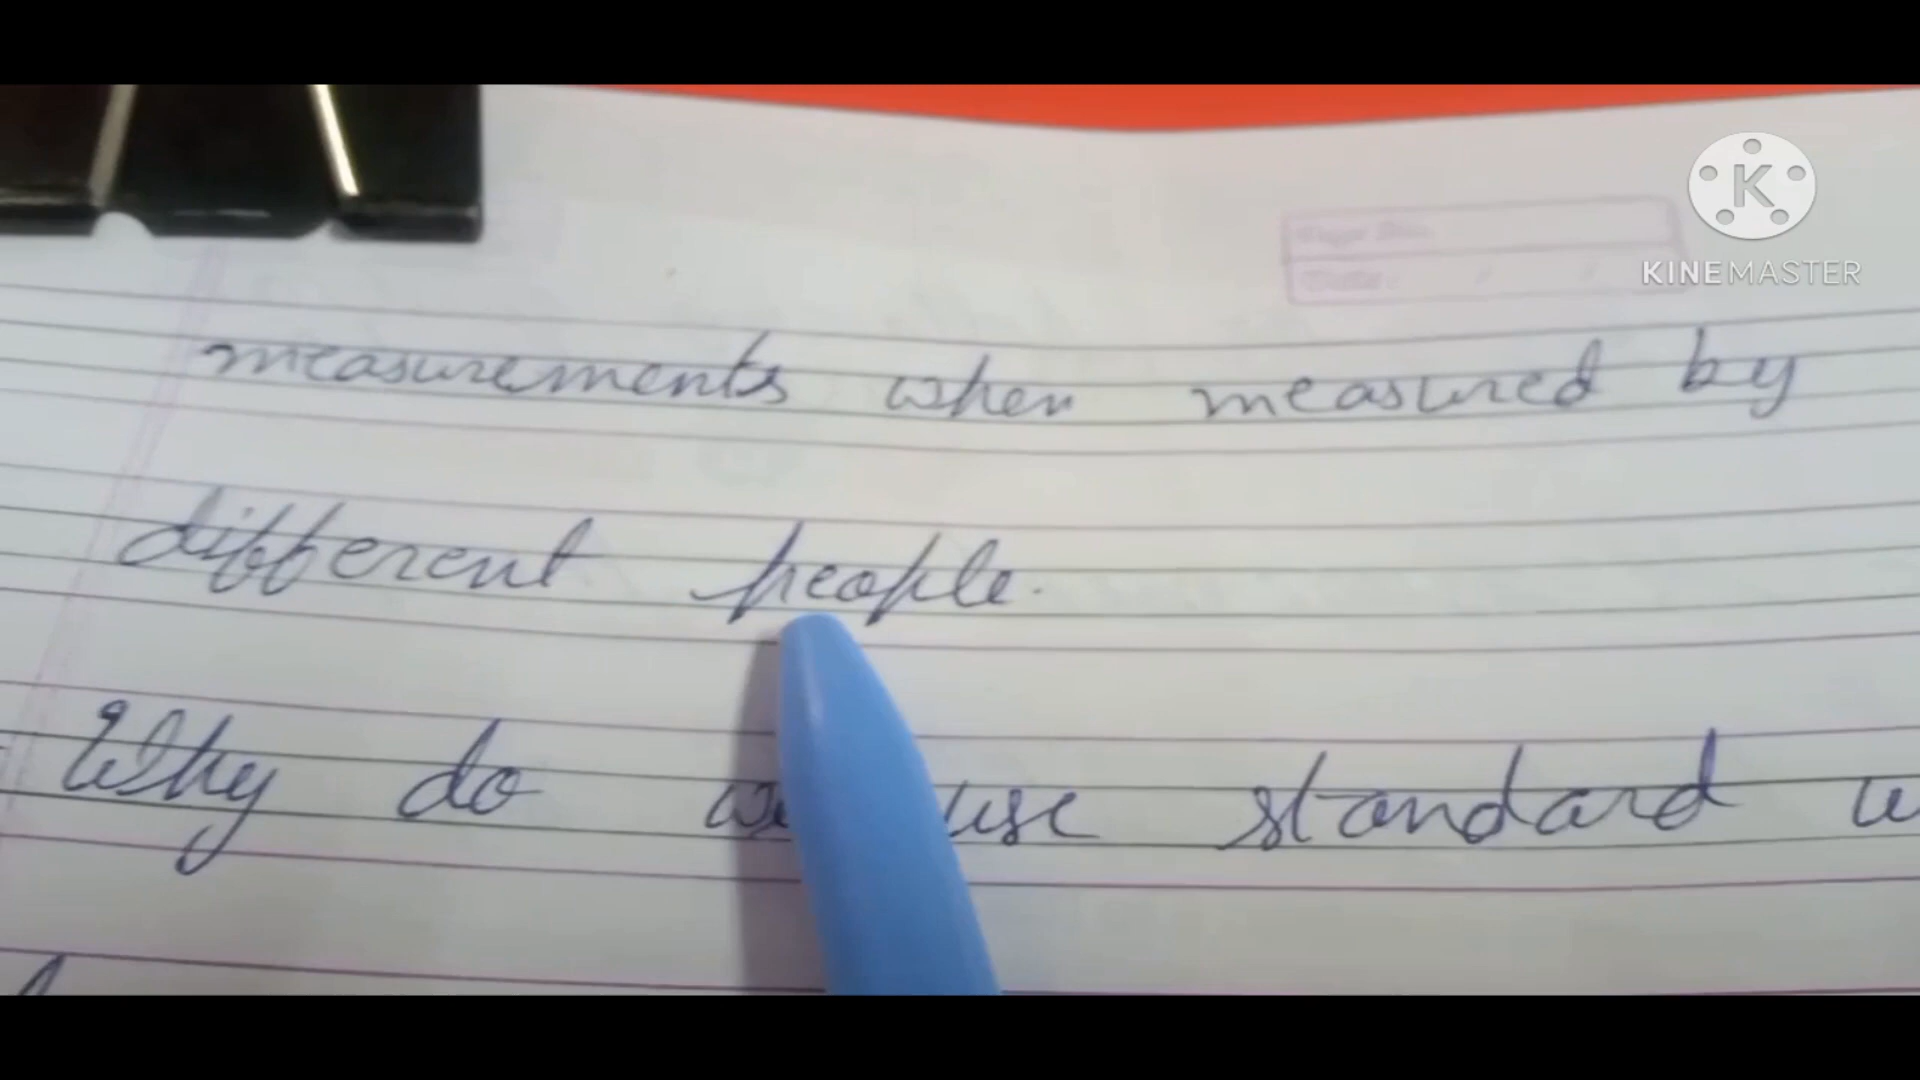 KINEMASTER
measurements when measured by
different people.
Why do we use standard